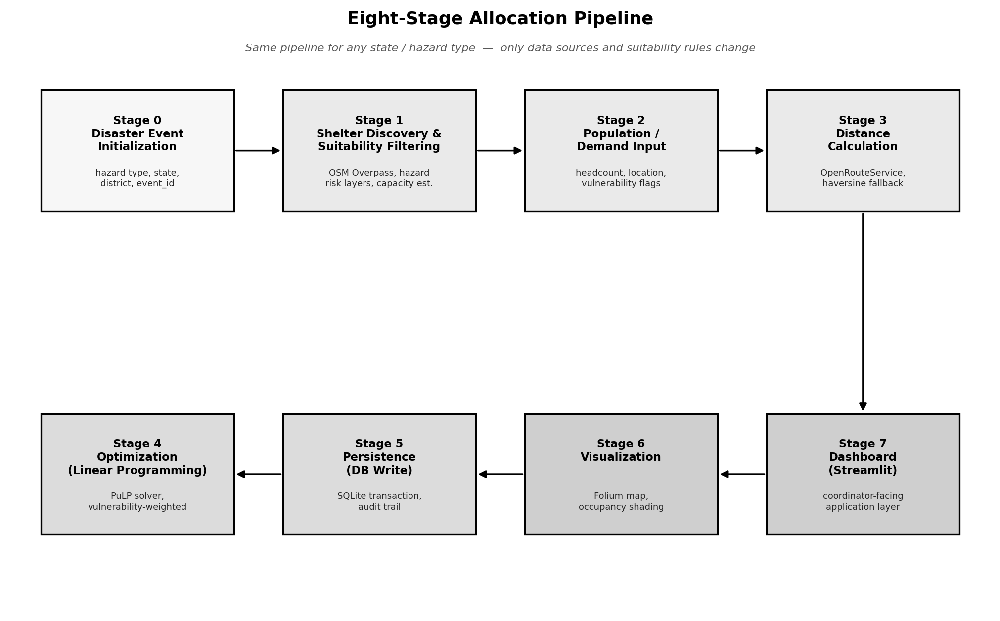 Eight-Stage Allocation Pipeline
Same pipeline for any state / hazard type — only data sources and suitability rules change
Stage 0
Disaster Event
Initialization
hazard type, state,
district, event_id
Stage 1
Shelter Discovery &
Suitability Filtering
OSM Overpass, hazard
risk layers, capacity est.
Stage 2
Population /
Demand Input
headcount, location,
vulnerability flags
Stage 3
Distance
Calculation
OpenRouteService,
haversine fallback
Stage 4
Optimization
(Linear Programming)
PuLP solver,
vulnerability-weighted
Stage 5
Persistence
(DB Write)
SQLite transaction,
audit trail
Stage 6
Visualization
Folium map,
occupancy shading
Stage 7
Dashboard
(Streamlit)
coordinator-facing
application layer